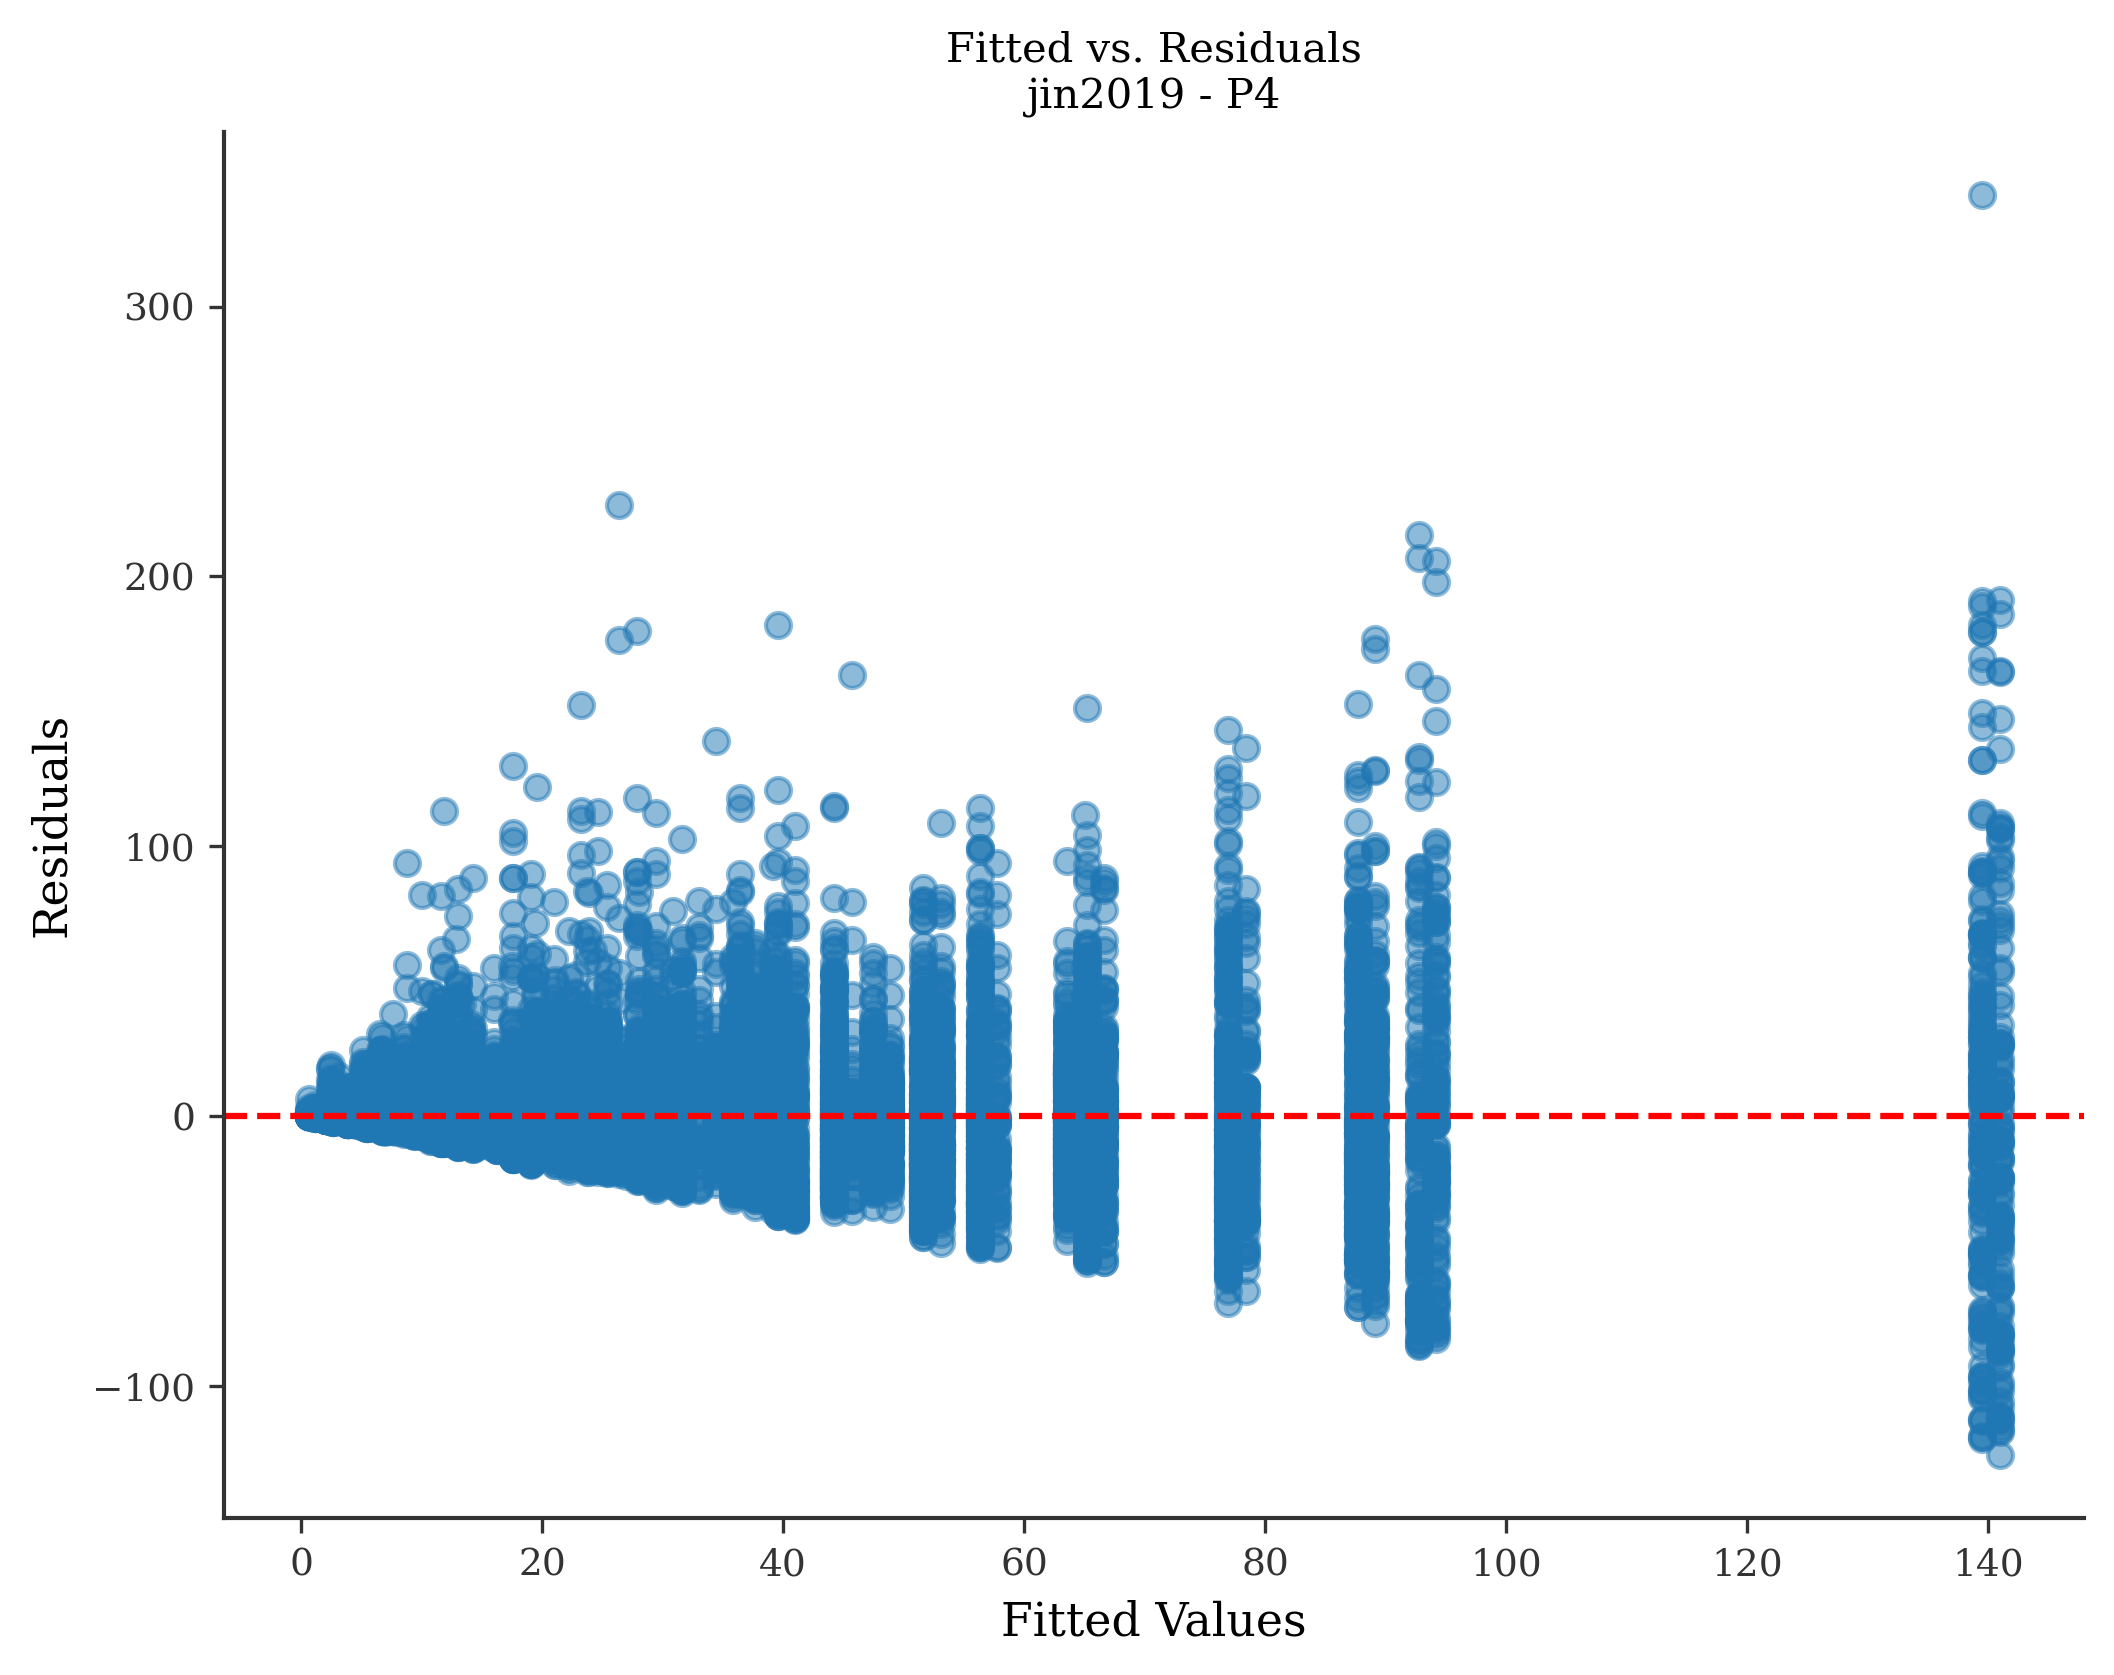 Fitted vs. Residuals
jin2019 - P4
Residuals
300
200
100
0
−100
0 20 40 60 80 100 120 140
Fitted Values